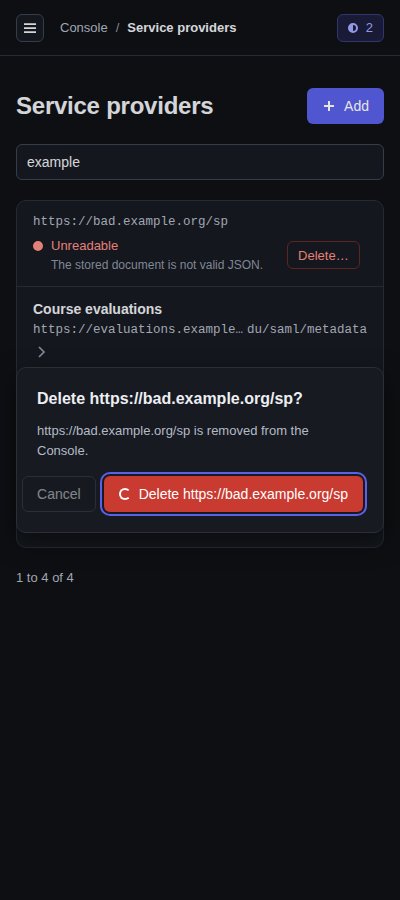 Console / Service providers
2
Service providers
Add
example
https://bad.example.org/sp
Unreadable
The stored document is not valid JSON.
Delete…
Course evaluations
https://evaluations.example… du/saml/metadata
Delete https://bad.example.org/sp?
https://bad.example.org/sp is removed from the
Console.
Cancel
Delete https://bad.example.org/sp
1 to 4 of 4